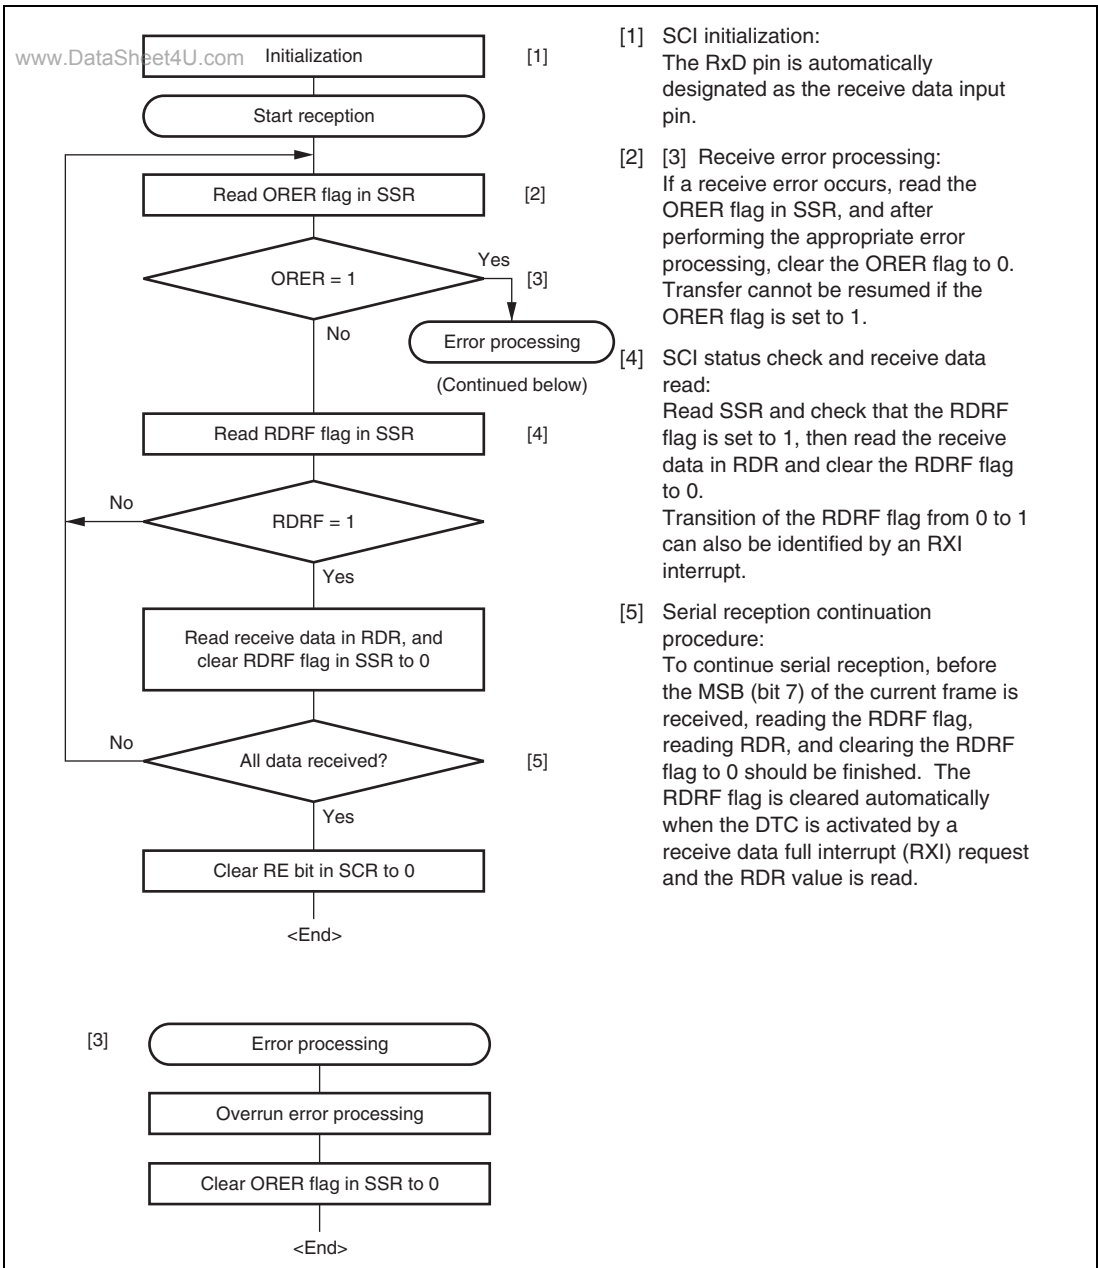 www.DataSheet4U.com
Initialization
[1]
Start reception
Read ORER flag in SSR
[2]
ORER = 1
Yes
[3]
No
Error processing
(Continued below)
Read RDRF flag in SSR
[4]
No
RDRF = 1
Yes
Read receive data in RDR, and
clear RDRF flag in SSR to 0
No
All data received?
[5]
Yes
Clear RE bit in SCR to 0
<End>
[3]
Error processing
Overrun error processing
Clear ORER flag in SSR to 0
<End>
[1] SCI initialization:
The RxD pin is automatically
designated as the receive data input
pin.
[2] [3] Receive error processing:
If a receive error occurs, read the
ORER flag in SSR, and after
performing the appropriate error
processing, clear the ORER flag to 0.
Transfer cannot be resumed if the
ORER flag is set to 1.
[4] SCI status check and receive data
read:
Read SSR and check that the RDRF
flag is set to 1, then read the receive
data in RDR and clear the RDRF flag
to 0.
Transition of the RDRF flag from 0 to 1
can also be identified by an RXI
interrupt.
[5] Serial reception continuation
procedure:
To continue serial reception, before
the MSB (bit 7) of the current frame is
received, reading the RDRF flag,
reading RDR, and clearing the RDRF
flag to 0 should be finished. The
RDRF flag is cleared automatically
when the DTC is activated by a
receive data full interrupt (RXI) request
and the RDR value is read.